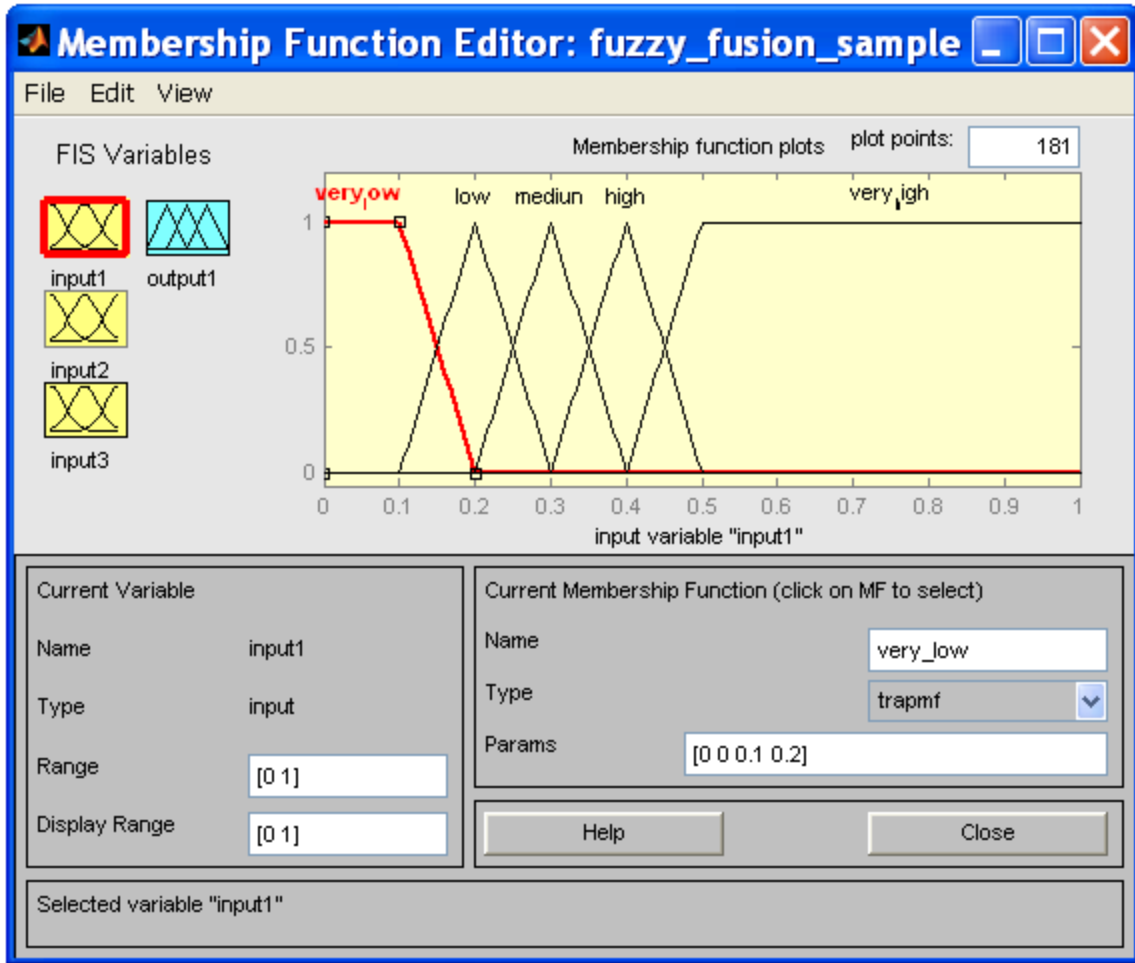 Membership Function Editor: fuzzy_fusion_sample
File Edit View
FIS Variables
Membership function plots plot points: 181
input1 output1
input2
input3
very_low low mediun high very_high
1
0.5
0
0 0.1 0.2 0.3 0.4 0.5 0.6 0.7 0.8 0.9 1
input variable "input1"
Current Variable
Name input1
Type input
Range [0 1]
Display Range [0 1]
Current Membership Function (click on MF to select)
Name very_low
Type trapmf
Params [0 0 0.1 0.2]
Help Close
Selected variable "input1"